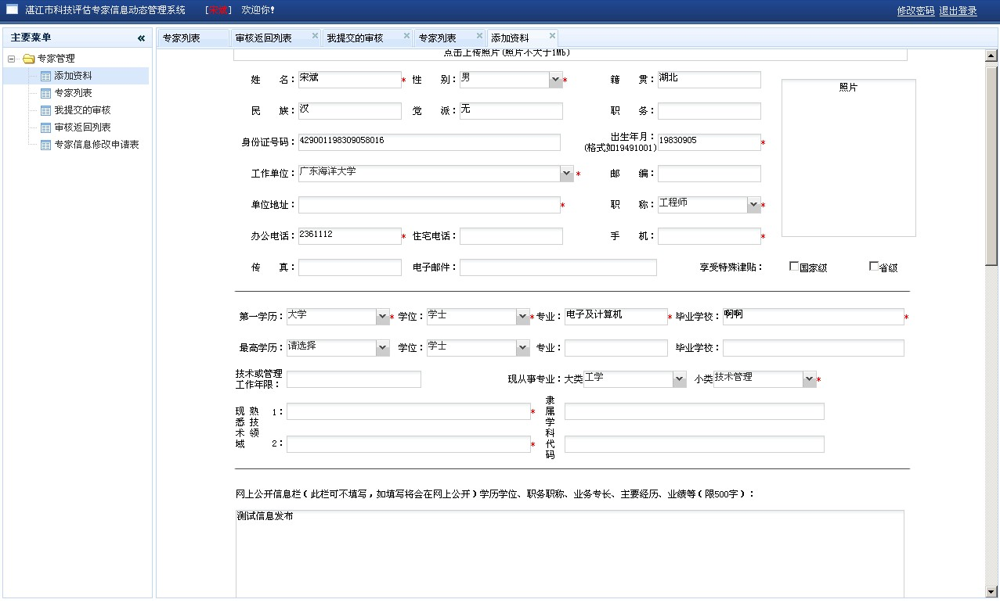 湛江市科技评估专家信息动态管理系统 [宋斌] 欢迎你! 修改密码 退出登录
主要菜单
专家管理
添加资料
专家列表
我提交的审核
审核返回列表
专家信息修改申请表
专家列表 审核返回列表 我提交的审核 专家列表 添加资料
点击上传照片(照片不大于1Mb)
姓 名: 宋斌 * 性 别: 男 * 籍 贯: 湖北 照片
民 族: 汉 党 派: 无 职 务:
身份证号码: 429001198309058016 出生年月: 19830905 *
(格式如19491001)
工作单位: 广东海洋大学 * 邮 编:
单位地址: * 职 称: 工程师 *
办公电话: 2361112 * 住宅电话: 手 机: *
传 真: 电子邮件: 享受特殊津贴: 国家级 省级
第一学历: 大学 * 学位: 学士 * 专业: 电子及计算机 * 毕业学校: 啊啊 *
最高学历: 请选择 学位: 学士 专业: 毕业学校:
技术或管理
工作年限: 现从事专业: 大类 工学 小类 技术管理 *
现熟悉技术领域 1: * 隶属学科代码
2: *
网上公开信息栏(此栏可不填写,如填写将会在网上公开)学历学位、职务职称、业务专长、主要经历、业绩等(限500字):
测试信息发布